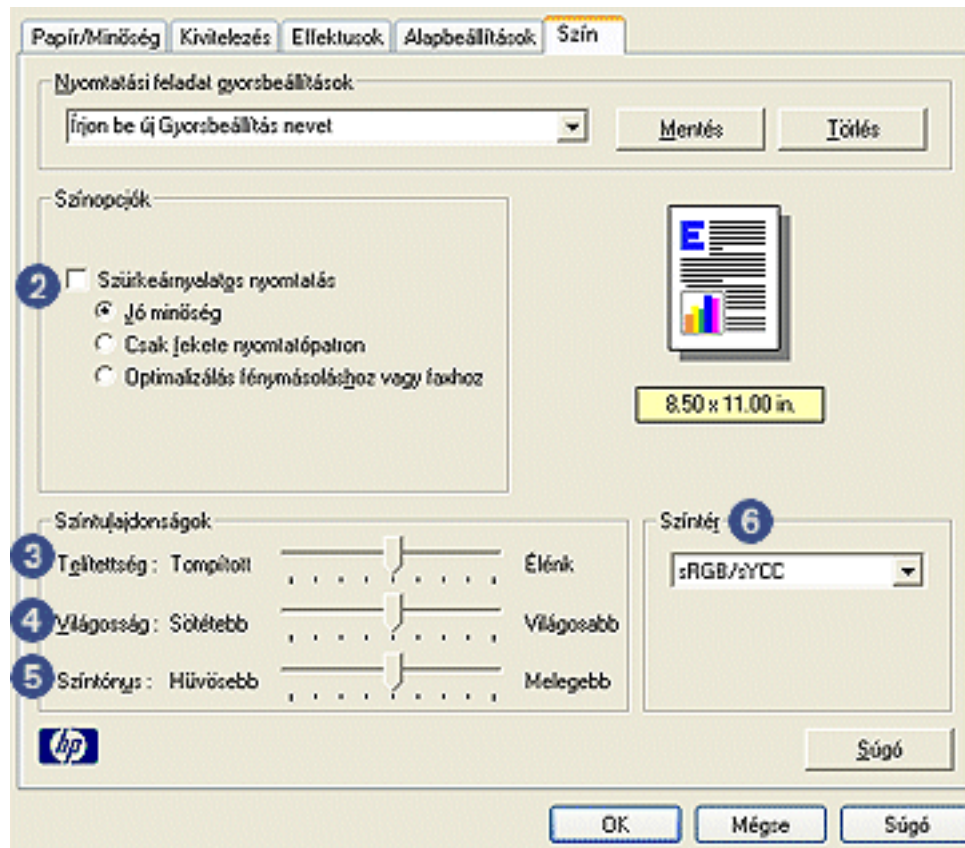 Papír/Minőség Kivitelezés Effektusok Alapbeállítások Szín
Nyomtatási feladat gyorsbeállítások
Írjon be új Gyorsbeállítás nevet Mentés Törlés
Színopciók
2 Szürkeárnyalatos nyomtatás
Jó minőség
Csak fekete nyomtatópatron
Optimalizálás fénymásoláshoz vagy faxhoz
E
8.50 x 11.00 in.
Színtulajdonságok
3 Telítettség : Tompított Élénk
4 Világosság : Sötétebb Világosabb
5 Színtónus : Hűvösebb Melegebb
Színtér 6
sRGB/sYCC
hp Súgó
OK Mégse Súgó